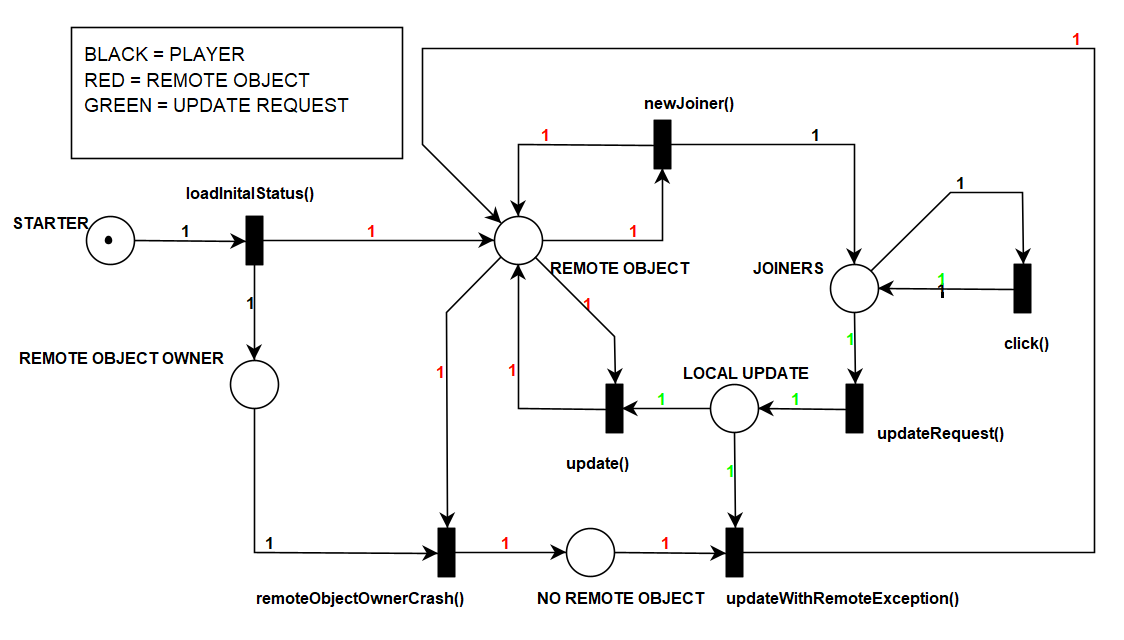 BLACK = PLAYER
RED = REMOTE OBJECT
GREEN = UPDATE REQUEST
1
newJoiner()
1
1
loadInitalStatus()
1
STARTER
1
1
1
REMOTE OBJECT
JOINERS
1
1
1
1
1
click()
REMOTE OBJECT OWNER
1
1
1
LOCAL UPDATE
1
1
updateRequest()
update()
1
1
1
1
remoteObjectOwnerCrash()
NO REMOTE OBJECT
updateWithRemoteException()